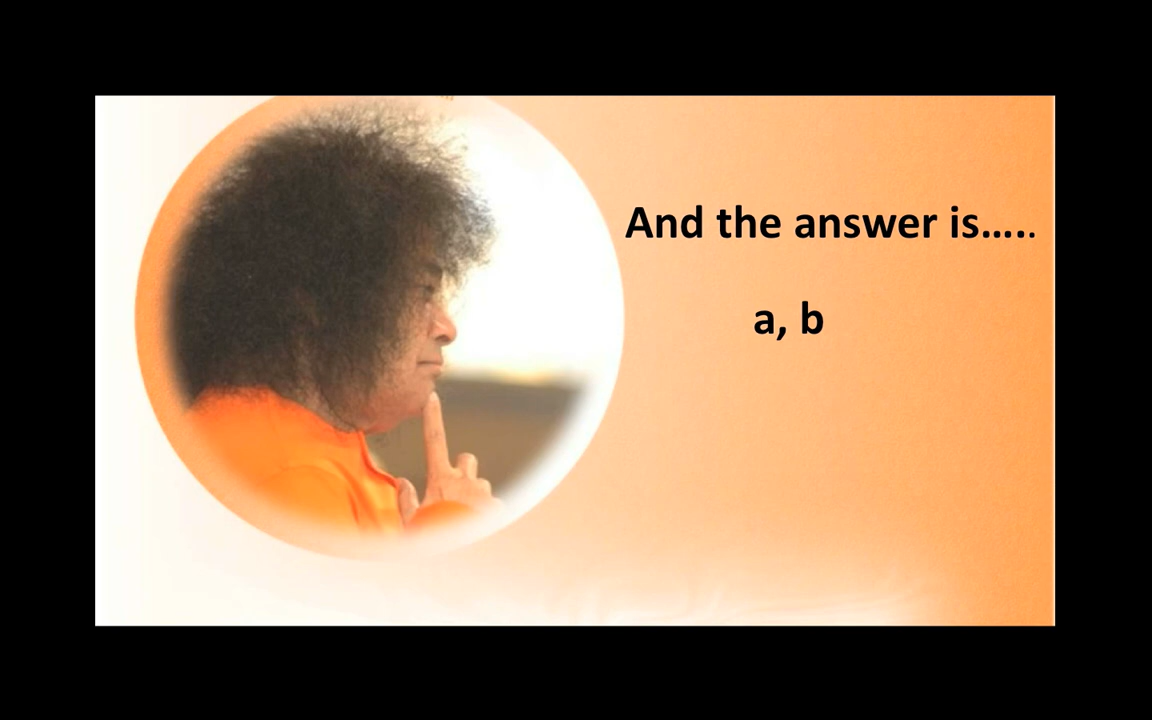 And the answer is…..
a, b